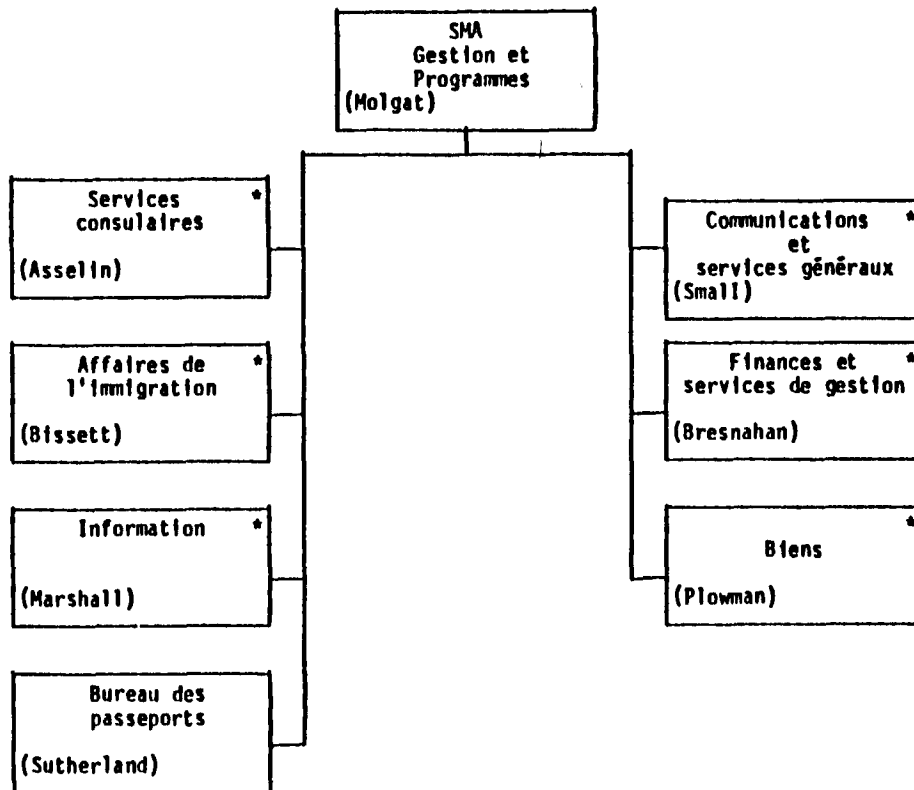 SMA
Gestion et
Programmes
(Molgat)
Services *
consulaires
(Asselin)
Affaires de *
l'immigration
(Bissett)
Information *
(Marshall)
Bureau des
passeports
(Sutherland)
Communications *
et
services généraux
(Small)
Finances et *
services de gestion
(Bresnahan)
*
Biens
(Plowman)